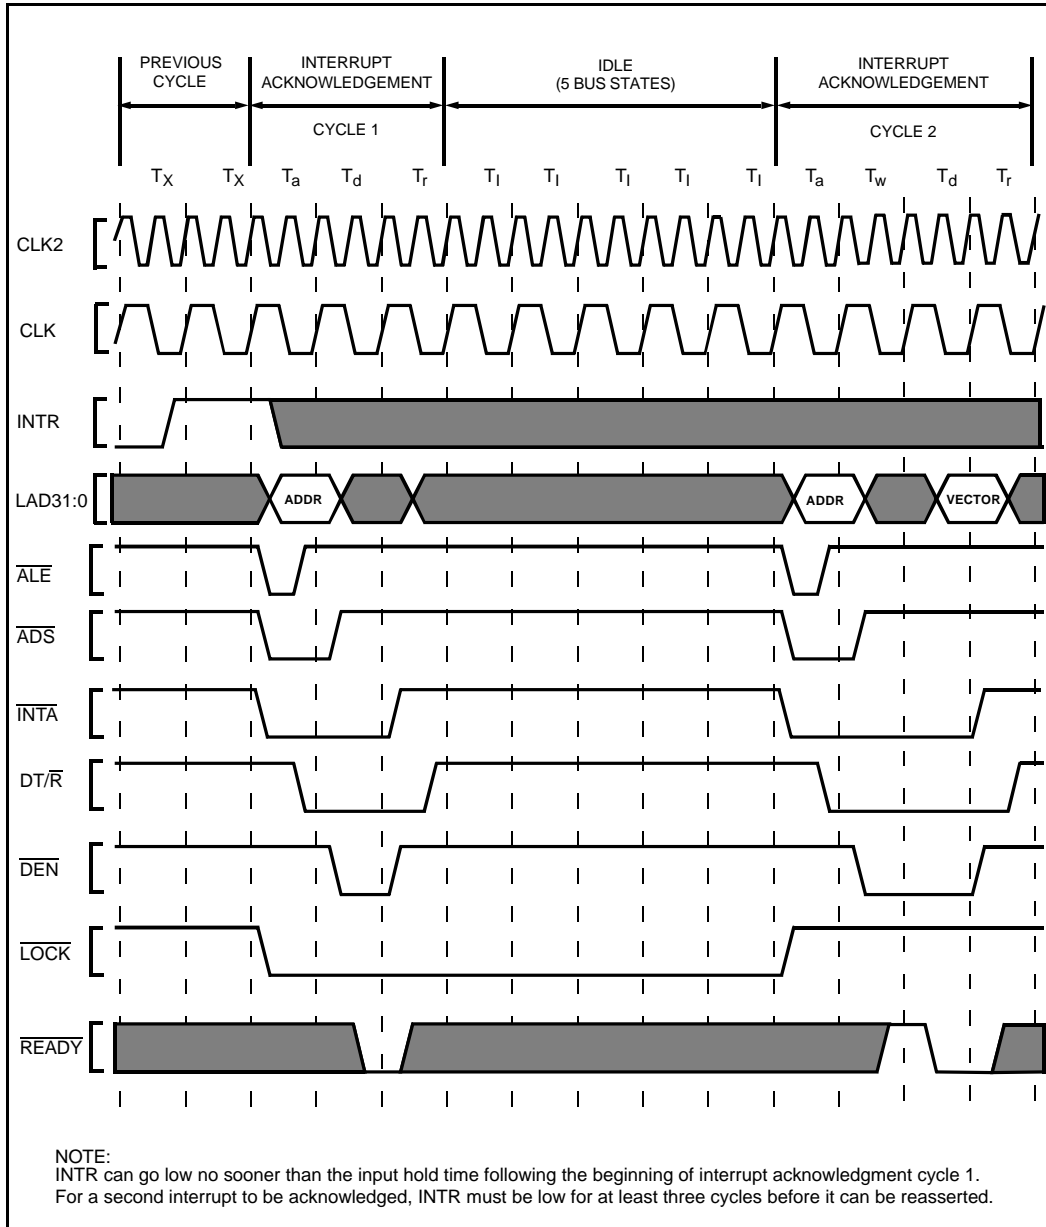 PREVIOUS
CYCLE
INTERRUPT
ACKNOWLEDGEMENT
CYCLE 1
IDLE
(5 BUS STATES)
INTERRUPT
ACKNOWLEDGEMENT
CYCLE 2
TX TX Ta Td Tr TI TI TI TI TI Ta Tw Td Tr
CLK2
CLK
INTR
LAD31:0 ADDR ADDR VECTOR
ALE
ADS
INTA
DT/R
DEN
LOCK
READY
NOTE:
INTR can go low no sooner than the input hold time following the beginning of interrupt acknowledgment cycle 1.
For a second interrupt to be acknowledged, INTR must be low for at least three cycles before it can be reasserted.